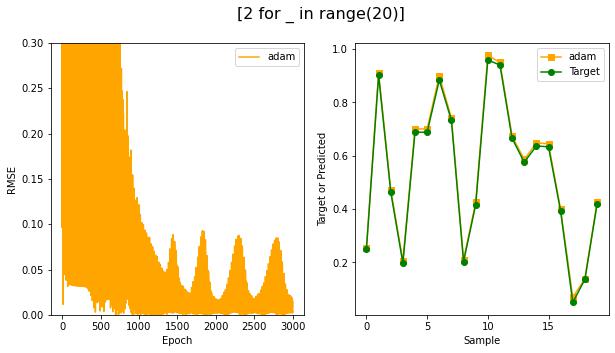 [2 for _ in range(20)]
0.30
0.25
0.20
0.15
0.10
0.05
0.00
RMSE
0 500 1000 1500 2000 2500 3000
Epoch
adam
1.0
0.8
0.6
0.4
0.2
Target or Predicted
0 5 10 15
Sample
adam
Target